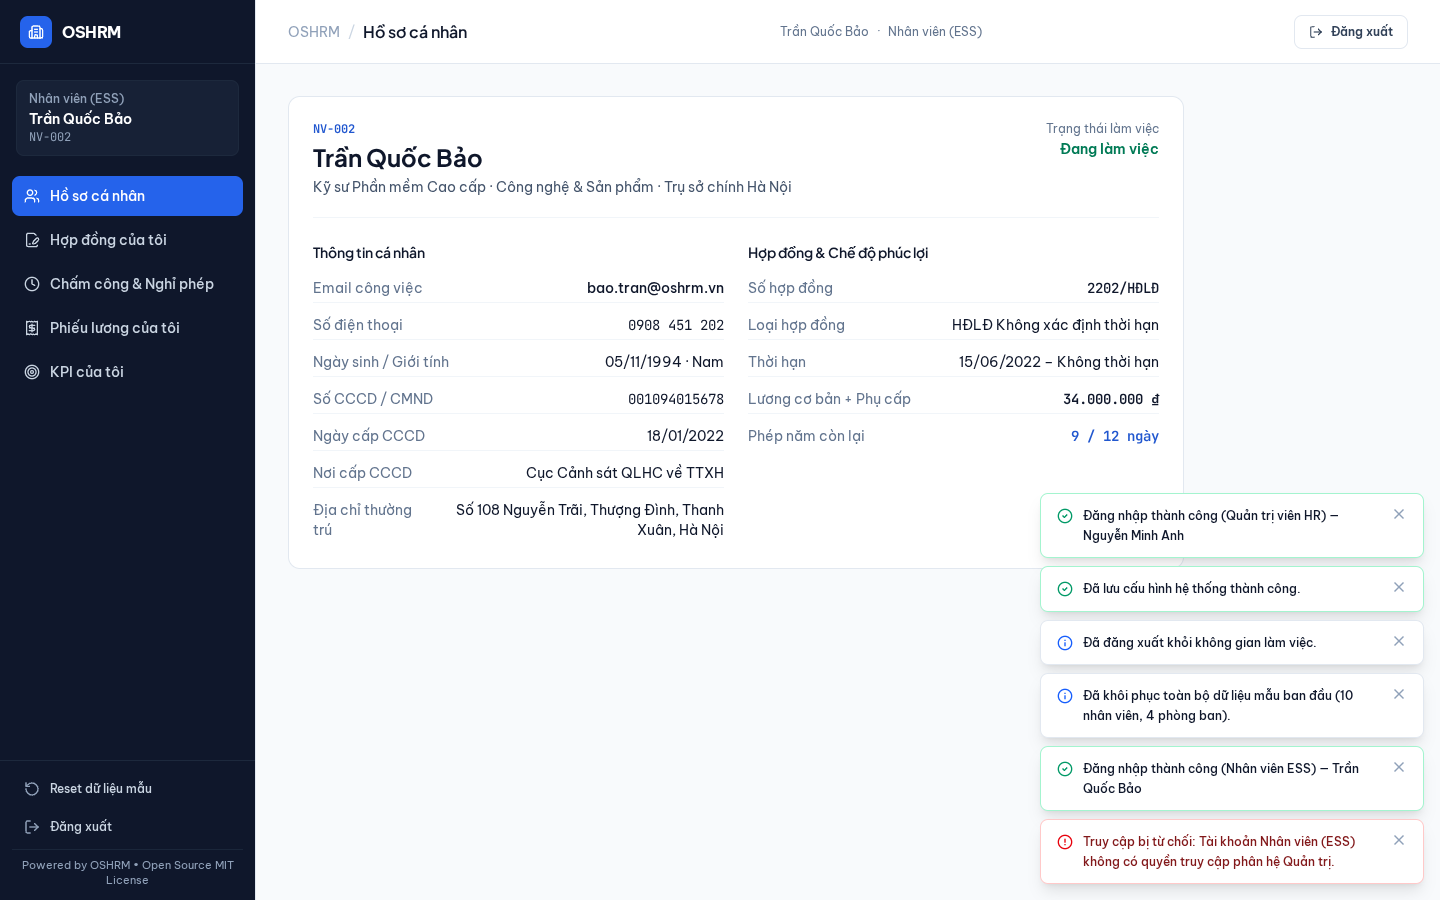 OSHRM
Nhân viên (ESS)
Trần Quốc Bảo
NV-002
Hồ sơ cá nhân
Hợp đồng của tôi
Chấm công & Nghỉ phép
Phiếu lương của tôi
KPI của tôi
Reset dữ liệu mẫu
Đăng xuất
Powered by OSHRM • Open Source MIT
License
OSHRM / Hồ sơ cá nhân
Trần Quốc Bảo · Nhân viên (ESS)
Đăng xuất
NV-002
Trần Quốc Bảo
Kỹ sư Phần mềm Cao cấp · Công nghệ & Sản phẩm · Trụ sở chính Hà Nội
Trạng thái làm việc
Đang làm việc
Thông tin cá nhân
Email công việc bao.tran@oshrm.vn
Số điện thoại 0908 451 202
Ngày sinh / Giới tính 05/11/1994 · Nam
Số CCCD / CMND 001094015678
Ngày cấp CCCD 18/01/2022
Nơi cấp CCCD Cục Cảnh sát QLHC về TTXH
Địa chỉ thường trú Số 108 Nguyễn Trãi, Thượng Đình, Thanh
Xuân, Hà Nội
Hợp đồng & Chế độ phúc lợi
Số hợp đồng 2202/HĐLĐ
Loại hợp đồng HĐLĐ Không xác định thời hạn
Thời hạn 15/06/2022 – Không thời hạn
Lương cơ bản + Phụ cấp 34.000.000 ₫
Phép năm còn lại 9 / 12 ngày
Đăng nhập thành công (Quản trị viên HR) —
Nguyễn Minh Anh
Đã lưu cấu hình hệ thống thành công.
Đã đăng xuất khỏi không gian làm việc.
Đã khôi phục toàn bộ dữ liệu mẫu ban đầu (10
nhân viên, 4 phòng ban).
Đăng nhập thành công (Nhân viên ESS) — Trần
Quốc Bảo
Truy cập bị từ chối: Tài khoản Nhân viên (ESS)
không có quyền truy cập phân hệ Quản trị.